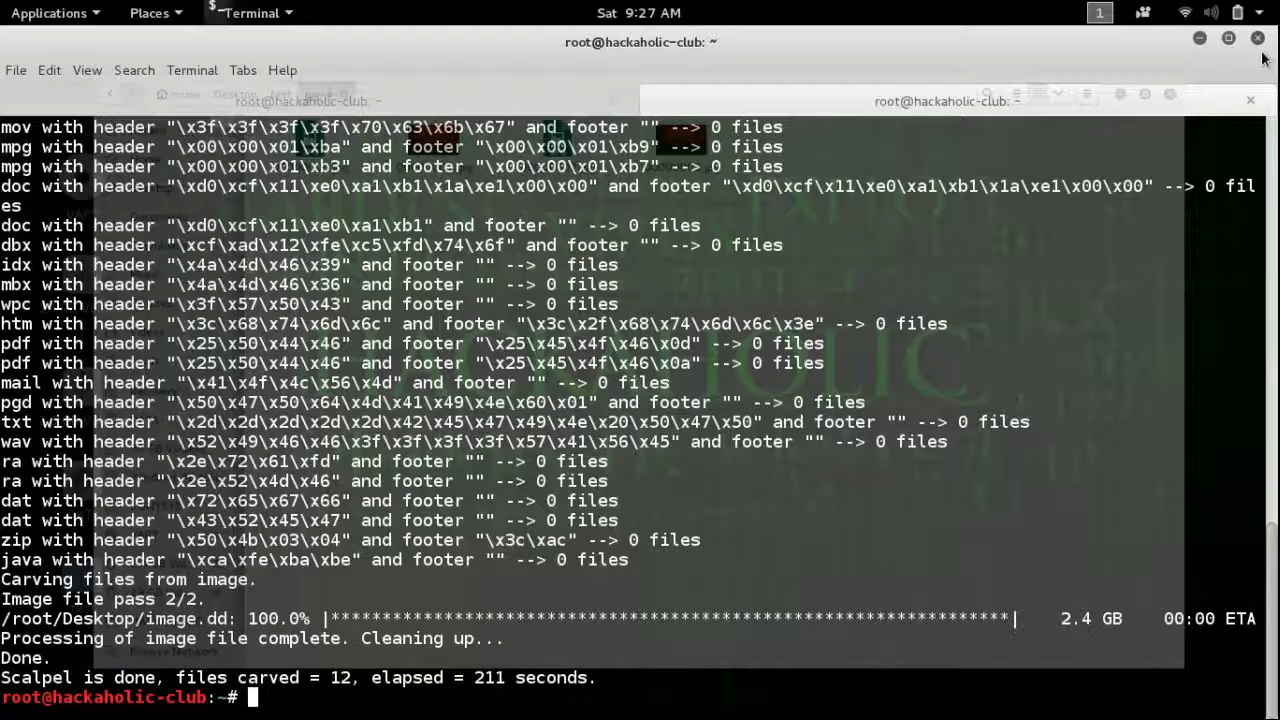 Applications Places Terminal Sat 9:27 AM 1
root@hackaholic-club: ~
File Edit View Search Terminal Tabs Help
root@hackaholic-club: ~ root@hackaholic-club: ~
mov with header "\x3f\x3f\x3f\x3f\x70\x63\x6b\x67" and footer "" --> 0 files
mpg with header "\x00\x00\x01\xba" and footer "\x00\x00\x01\xb9" --> 0 files
mpg with header "\x00\x00\x01\xb3" and footer "\x00\x00\x01\xb7" --> 0 files
doc with header "\xd0\xcf\x11\xe0\xa1\xb1\x1a\xe1\x00\x00" and footer "\xd0\xcf\x11\xe0\xa1\xb1\x1a\xe1\x00\x00" --> 0 fil
es
doc with header "\xd0\xcf\x11\xe0\xa1\xb1" and footer "" --> 0 files
dbx with header "\xcf\xad\x12\xfe\xc5\xfd\x74\x6f" and footer "" --> 0 files
idx with header "\x4a\x4d\x46\x39" and footer "" --> 0 files
mbx with header "\x4a\x4d\x46\x36" and footer "" --> 0 files
wpc with header "\x3f\x57\x50\x43" and footer "" --> 0 files
htm with header "\x3c\x68\x74\x6d\x6c" and footer "\x3c\x2f\x68\x74\x6d\x6c\x3e" --> 0 files
pdf with header "\x25\x50\x44\x46" and footer "\x25\x45\x4f\x46\x0d" --> 0 files
pdf with header "\x25\x50\x44\x46" and footer "\x25\x45\x4f\x46\x0a" --> 0 files
mail with header "\x41\x4f\x4c\x56\x4d" and footer "" --> 0 files
pgd with header "\x50\x47\x50\x64\x4d\x41\x49\x4e\x60\x01" and footer "" --> 0 files
txt with header "\x2d\x2d\x2d\x2d\x2d\x42\x45\x47\x49\x4e\x20\x50\x47\x50" and footer "" --> 0 files
wav with header "\x52\x49\x46\x46\x3f\x3f\x3f\x3f\x57\x41\x56\x45" and footer "" --> 0 files
ra with header "\x2e\x72\x61\xfd" and footer "" --> 0 files
ra with header "\x2e\x52\x4d\x46" and footer "" --> 0 files
dat with header "\x72\x65\x67\x66" and footer "" --> 0 files
dat with header "\x43\x52\x45\x47" and footer "" --> 0 files
zip with header "\x50\x4b\x03\x04" and footer "\x3c\xac" --> 0 files
java with header "\xca\xfe\xba\xbe" and footer "" --> 0 files
Carving files from image.
Image file pass 2/2.
/root/Desktop/image.dd: 100.0% |******************************************************************| 2.4 GB 00:00 ETA
Processing of image file complete. Cleaning up...
Done.
Scalpel is done, files carved = 12, elapsed = 211 seconds.
root@hackaholic-club:~#